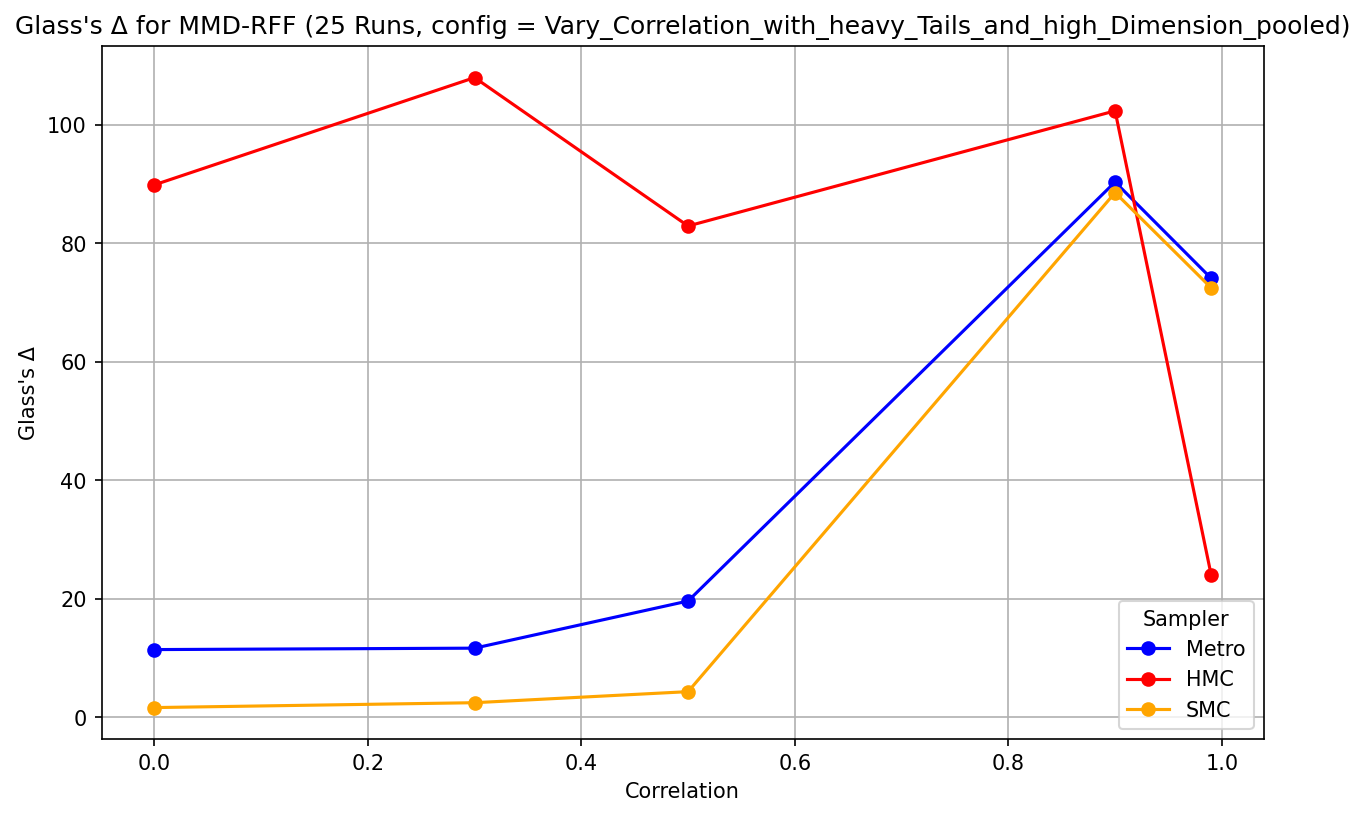 Glass's Δ for MMD-RFF (25 Runs, config = Vary_Correlation_with_heavy_Tails_and_high_Dimension_pooled)
Glass's Δ
100
80
60
40
20
0
0.0 0.2 0.4 0.6 0.8 1.0
Correlation
Sampler
Metro
HMC
SMC